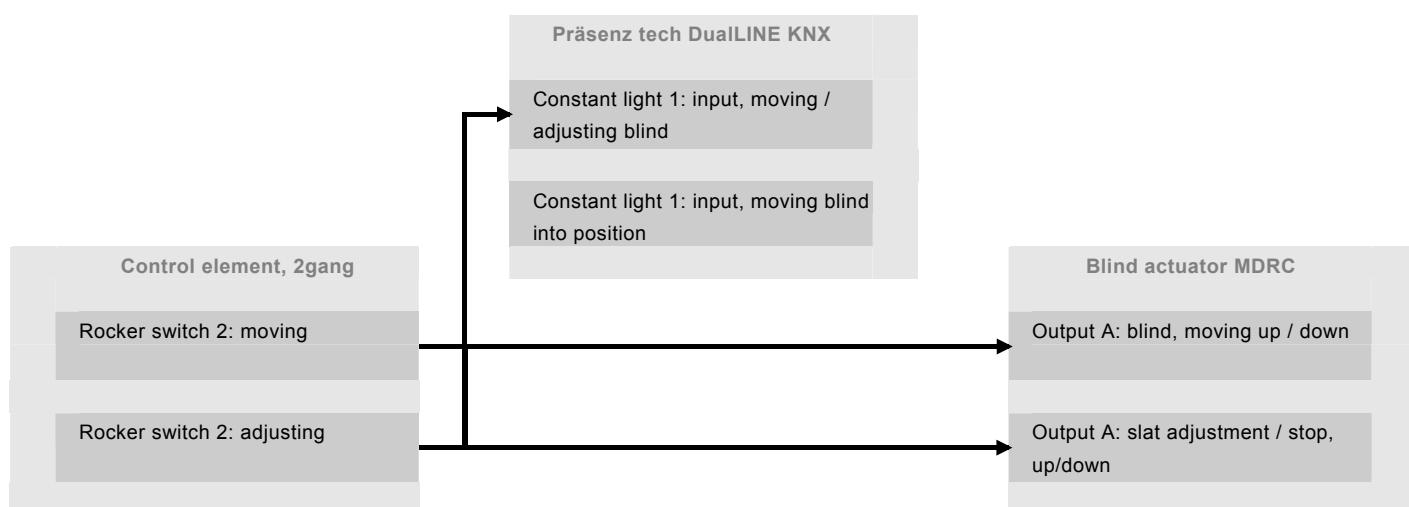 Präsenz tech DualLINE KNX
Constant light 1: input, moving /
adjusting blind
Constant light 1: input, moving blind
into position
Control element, 2gang
Rocker switch 2: moving
Rocker switch 2: adjusting
Blind actuator MDRC
Output A: blind, moving up / down
Output A: slat adjustment / stop,
up/down